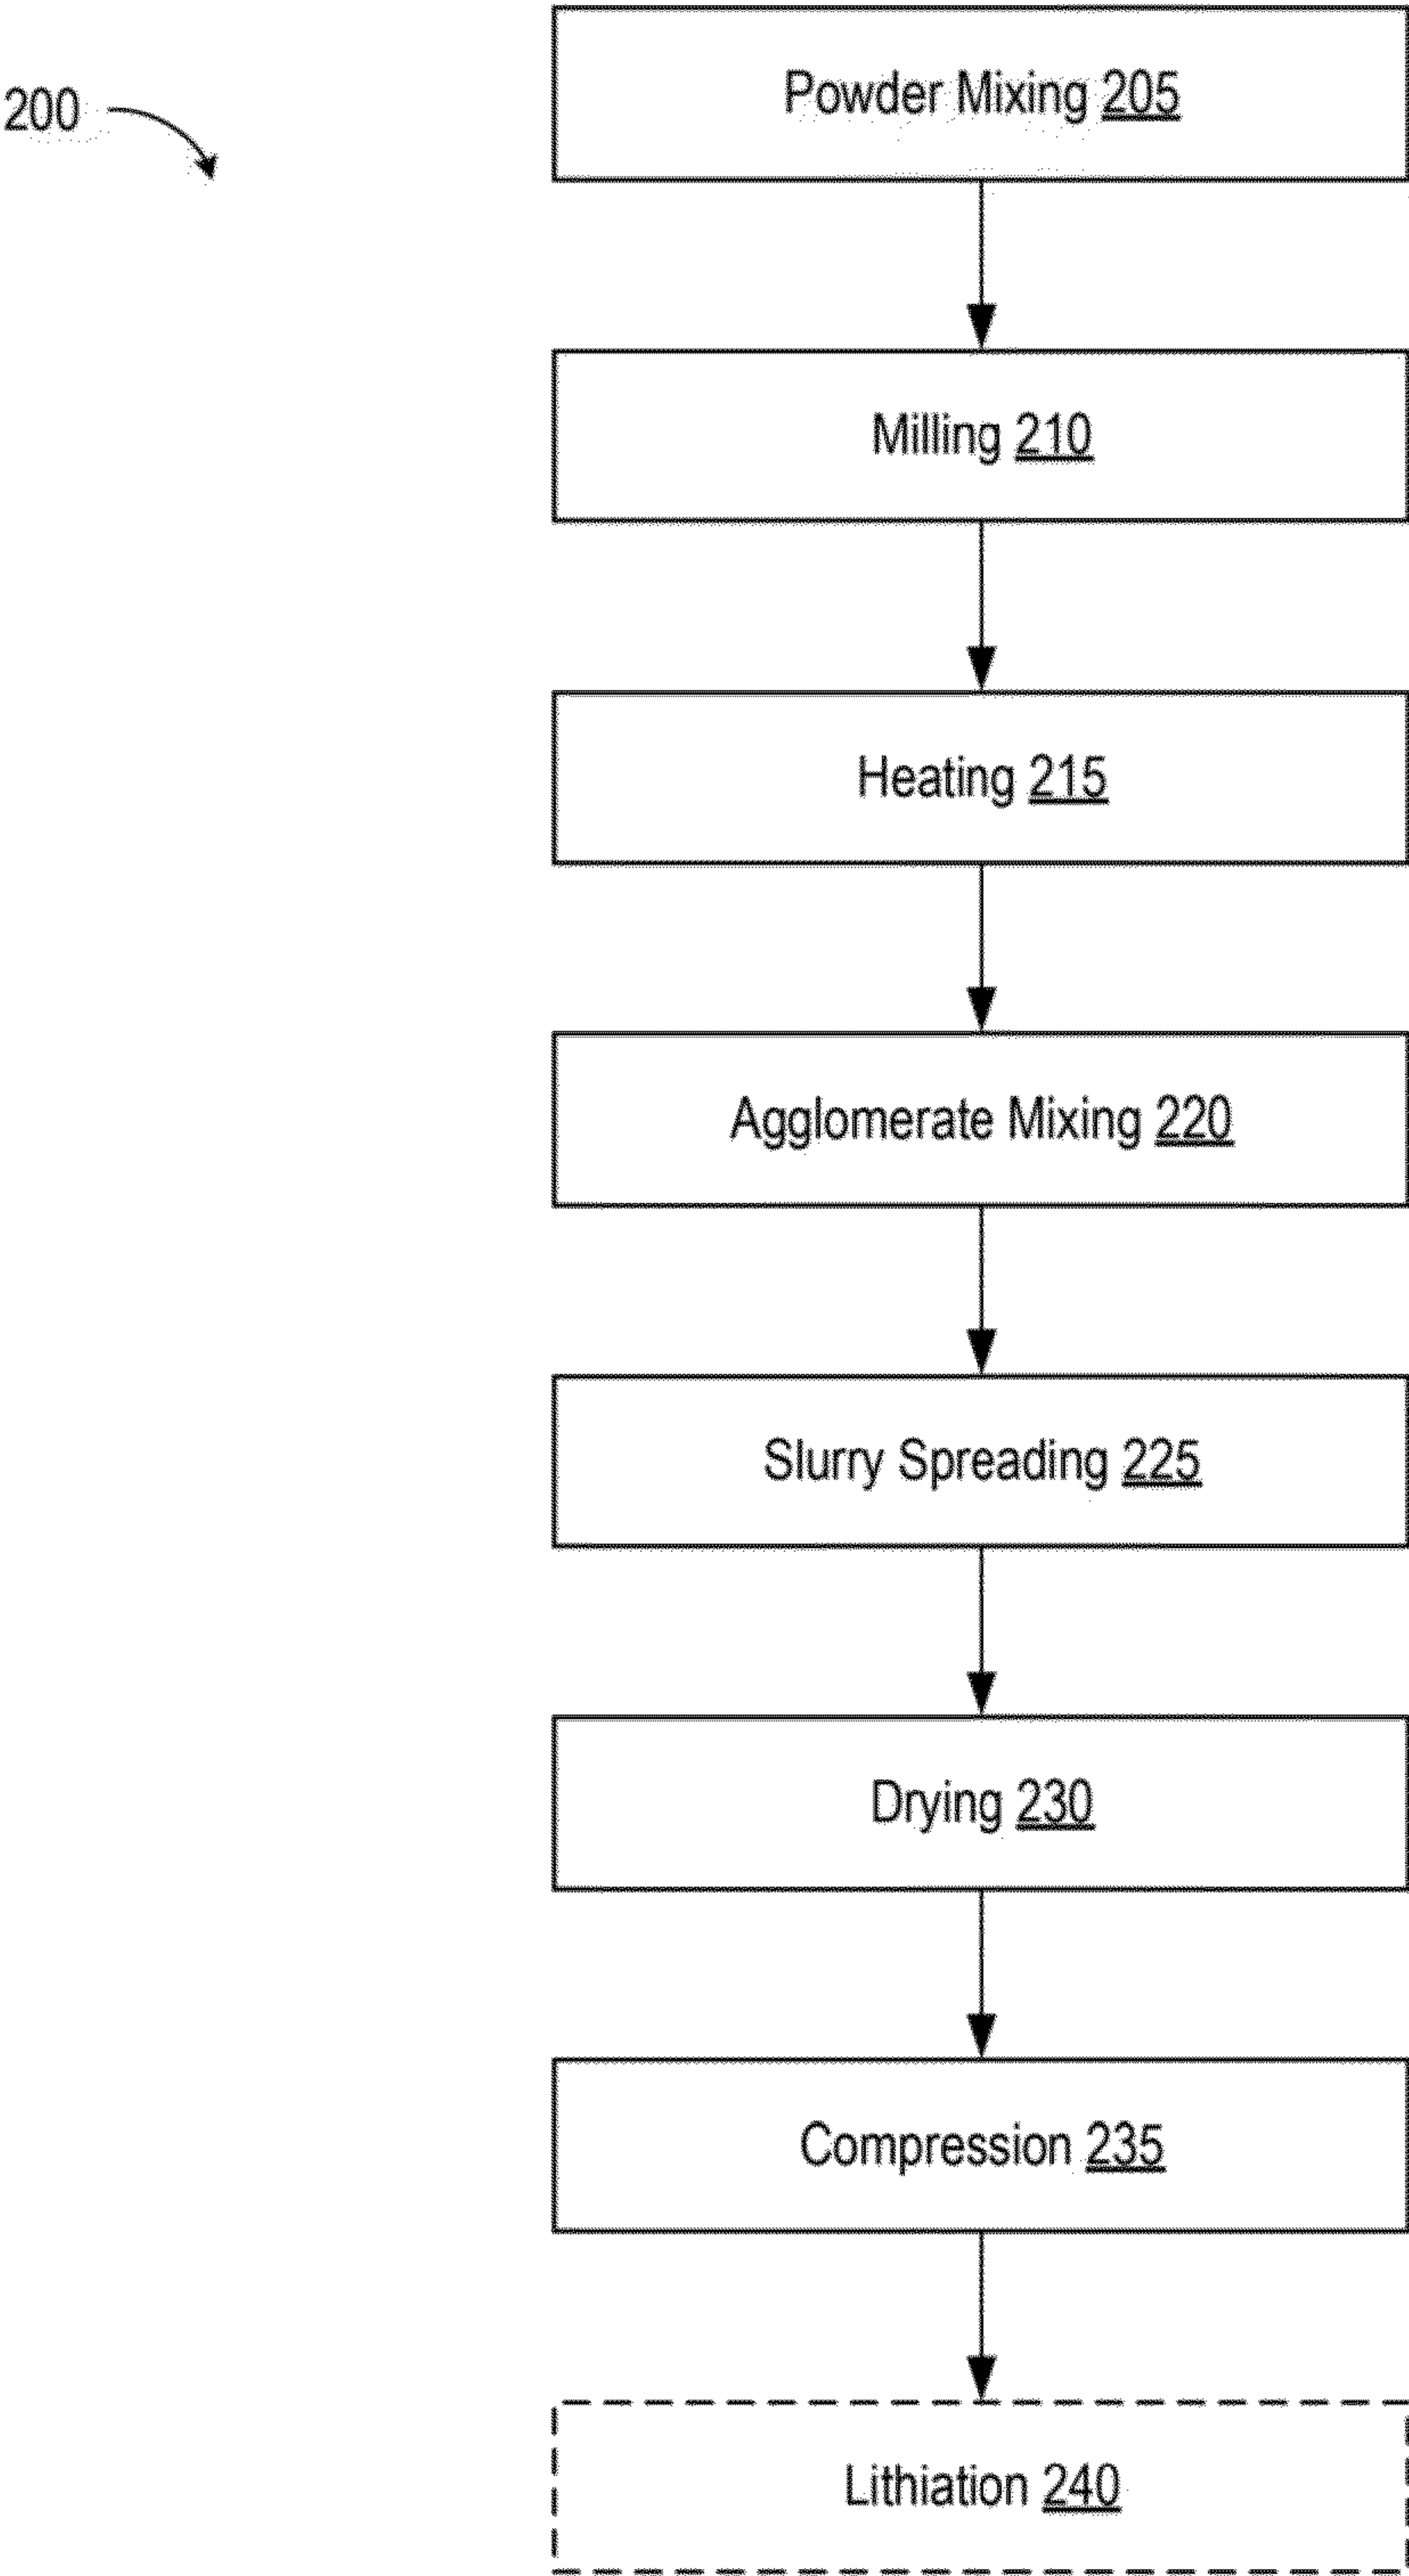 Powder Mixing 205
200
Milling 210
Heating 215
Agglomerate Mixing 220
Slurry Spreading 225
Drying 230
Compression 235
Lithiation 240